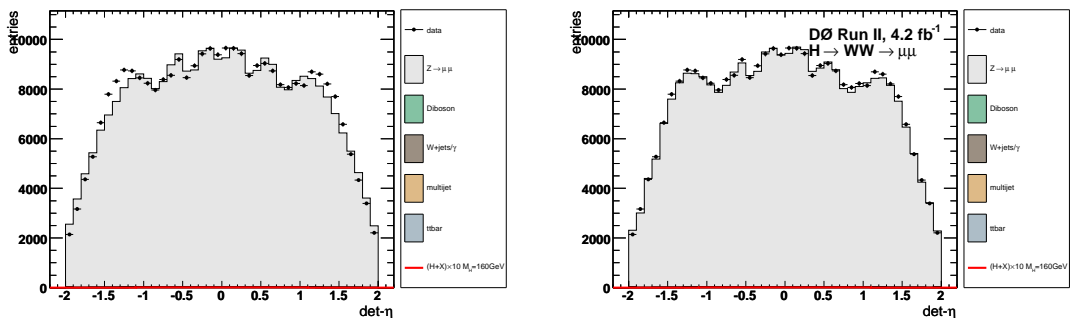 entries
10000
8000
6000
4000
2000
0
-2 -1.5 -1 -0.5 0 0.5 1 1.5 2
det-η
data
Z→μ μ
Diboson
W+jets/γ
multijet
ttbar
(H+X)×10 M_H=160GeV
entries
10000
8000
6000
4000
2000
0
-2 -1.5 -1 -0.5 0 0.5 1 1.5 2
det-η
DØ Run II, 4.2 fb⁻¹
H→ WW → μμ
data
Z→μ μ
Diboson
W+jets/γ
multijet
ttbar
(H+X)×10 M_H=160GeV